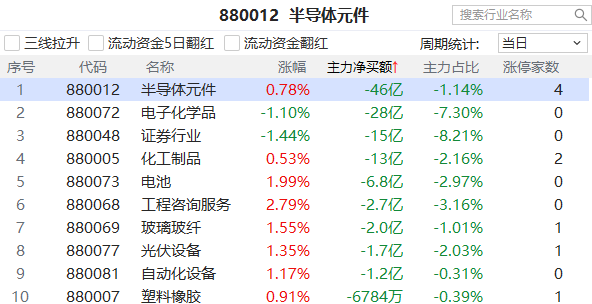 880012 半导体元件 搜索行业名称
三线拉升 流动资金5日翻红 流动资金翻红 周期统计: 当日
序号 代码 名称 涨幅 主力净买额↑ 主力占比 涨停家数
1 880012 半导体元件 0.78% -46亿 -1.14% 4
2 880072 电子化学品 -1.10% -28亿 -7.30% 0
3 880048 证券行业 -1.44% -15亿 -8.21% 0
4 880005 化工制品 0.53% -13亿 -2.16% 2
5 880073 电池 1.99% -6.8亿 -2.97% 0
6 880068 工程咨询服务 2.79% -2.7亿 -3.16% 0
7 880069 玻璃玻纤 1.55% -2.0亿 -1.01% 1
8 880077 光伏设备 1.35% -1.7亿 -2.03% 1
9 880081 自动化设备 1.17% -1.2亿 -0.31% 0
10 880007 塑料橡胶 0.91% -6784万 -0.39% 1